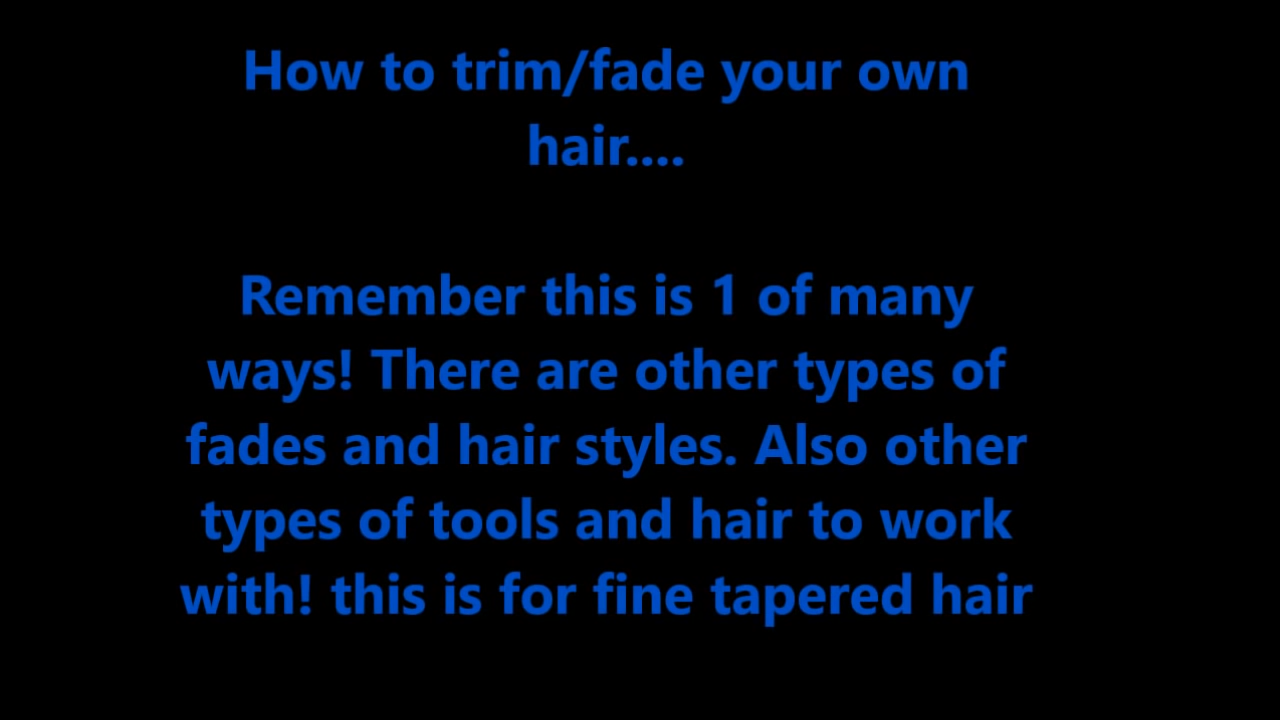 How to trim/fade your own
hair....
Remember this is 1 of many
ways! There are other types of
fades and hair styles. Also other
types of tools and hair to work
with! this is for fine tapered hair